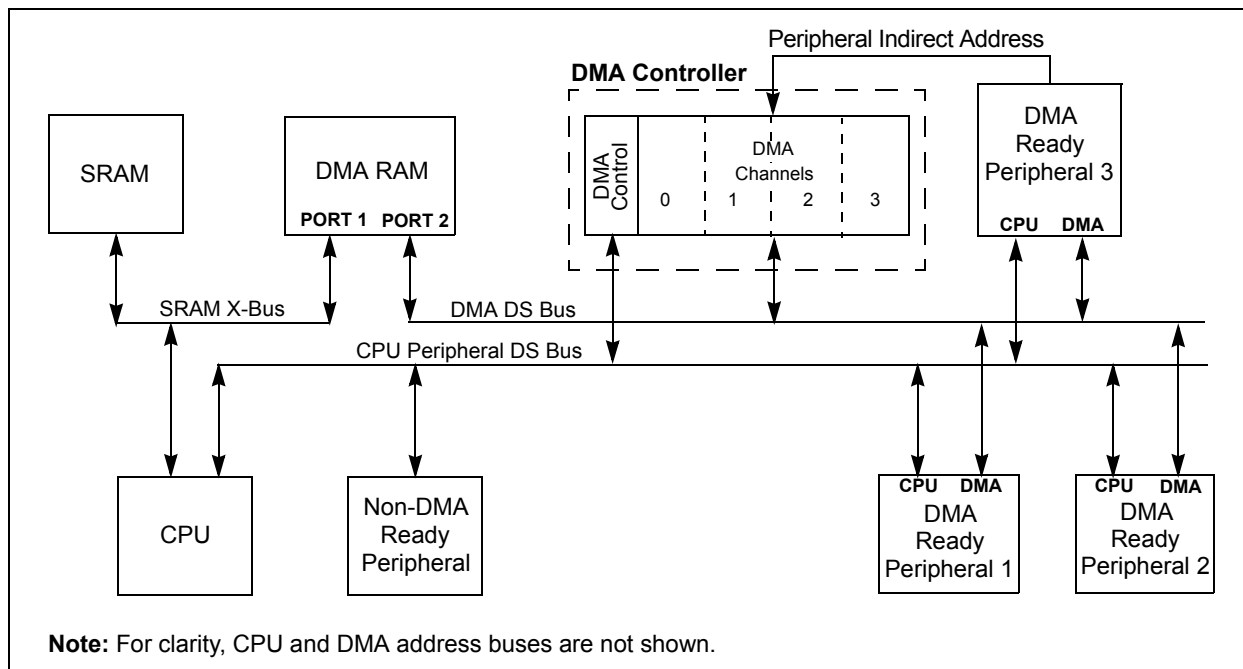 Peripheral Indirect Address
DMA Controller
SRAM
DMA RAM
PORT 1 PORT 2
DMA
Control
DMA
Channels
0 1 2 3
DMA
Ready
Peripheral 3
CPU DMA
SRAM X-Bus
DMA DS Bus
CPU Peripheral DS Bus
CPU
Non-DMA
Ready
Peripheral
CPU DMA
DMA
Ready
Peripheral 1
CPU DMA
DMA
Ready
Peripheral 2
Note: For clarity, CPU and DMA address buses are not shown.